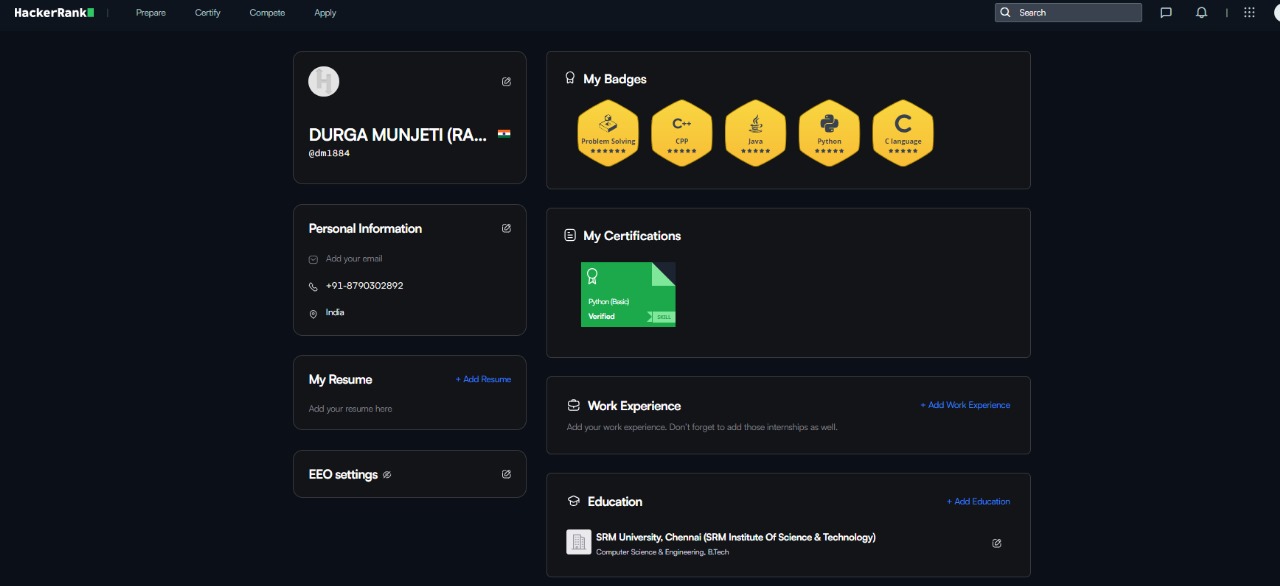 HackerRank
Prepare Certify Compete Apply
Search
DURGA MUNJETI (RA...
@dm1884
Personal Information
Add your email
+91-8790302892
India
My Resume
+ Add Resume
Add your resume here
EEO settings
My Badges
Problem Solving
C++
CPP
Java
Python
C
C language
My Certifications
Python (Basic)
Verified
SKILL
Work Experience
+ Add Work Experience
Add your work experience. Don't forget to add those internships as well.
Education
+ Add Education
SRM University, Chennai (SRM Institute Of Science & Technology)
Computer Science & Engineering, B.Tech